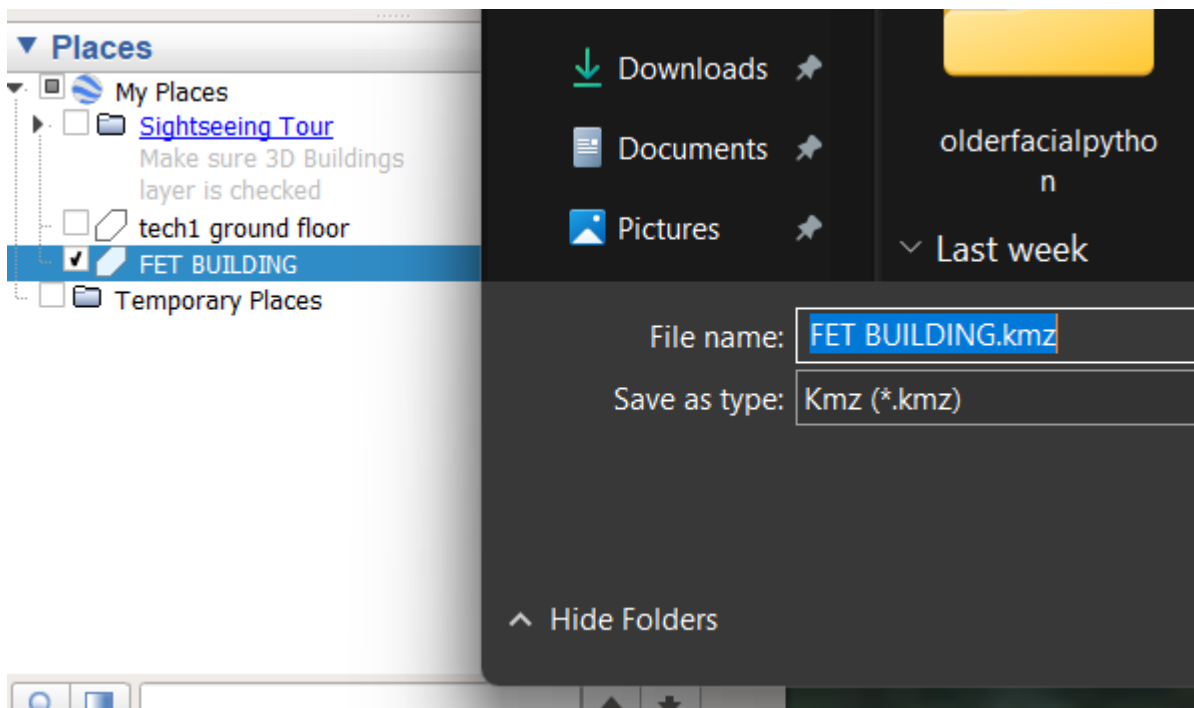 Places
My Places
Sightseeing Tour
Make sure 3D Buildings
layer is checked
tech1 ground floor
FET BUILDING
Temporary Places
Downloads
Documents
Pictures
olderfacialpytho
n
Last week
File name: FET BUILDING.kmz
Save as type: Kmz (*.kmz)
Hide Folders